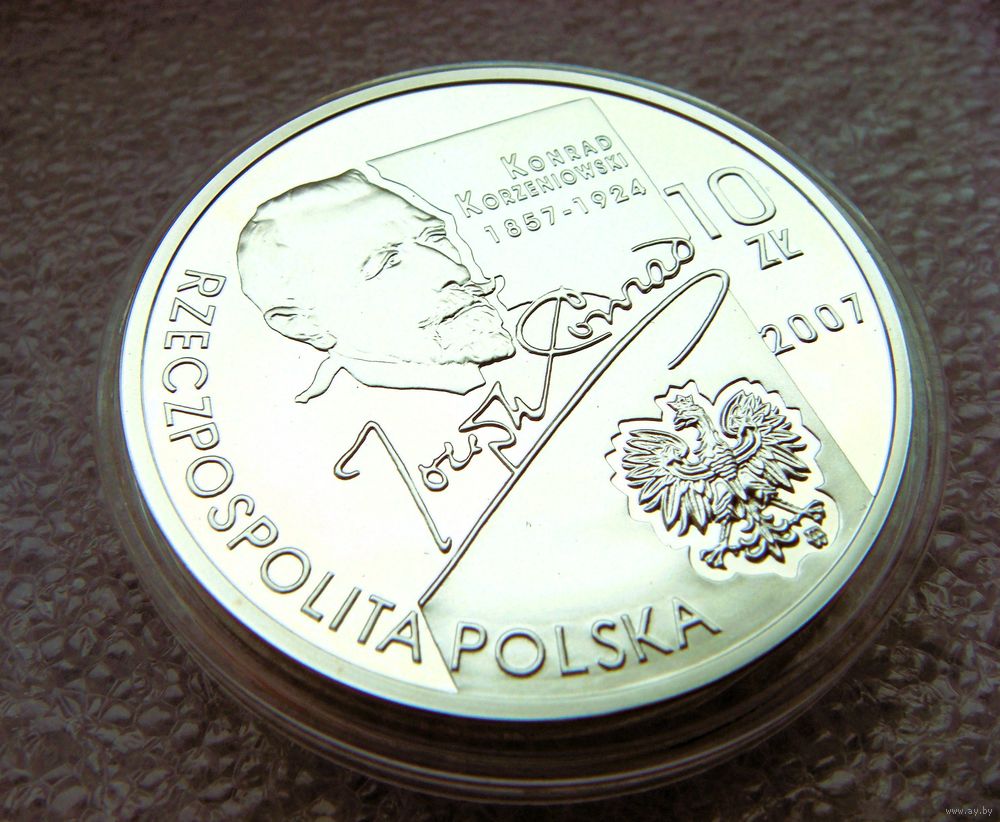 KONRAD
KORZENIOWSKI
1857-1924
10
ZŁ
2007
Joseph Conrad
RZECZPOSPOLITA POLSKA
www.ay.by